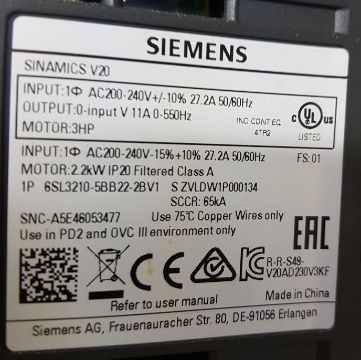 SIEMENS
SINAMICS V20
INPUT:1Φ AC200-240V+/-10% 27.2A 50/60Hz
OUTPUT:0-input V 11A 0-550Hz
MOTOR:3HP
IND CONT EQ
4TR2
c UL us
LISTED
INPUT:1Φ AC200-240V-15%+10% 27.2A 50/60Hz
MOTOR:2.2kW IP20 Filtered Class A
FS:01
1P 6SL3210-5BB22-2BV1 S ZVLDW1P000134
SCCR: 65kA
SNC-A5E46053477
Use 75℃ Copper Wires only
Use in PD2 and OVC III environment only
EAC
CE
R-R-S49-
V20AD230V3KF
Refer to user manual
Made in China
Siemens AG, Frauenauracher Str. 80, DE-91056 Erlangen